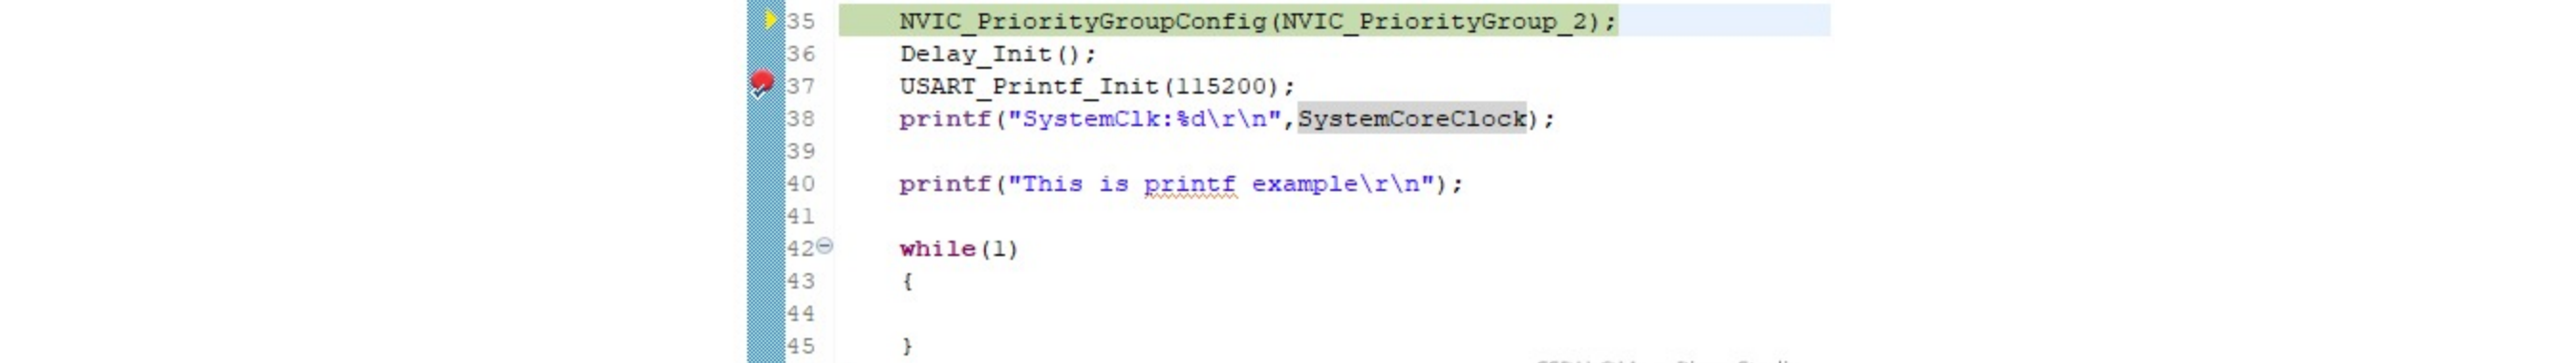 35 NVIC_PriorityGroupConfig(NVIC_PriorityGroup_2);
36 Delay_Init();
37 USART_Printf_Init(115200);
38 printf("SystemClk:%d\r\n",SystemCoreClock);
39
40 printf("This is printf example\r\n");
41
42 while(1)
43 {
44
45 }